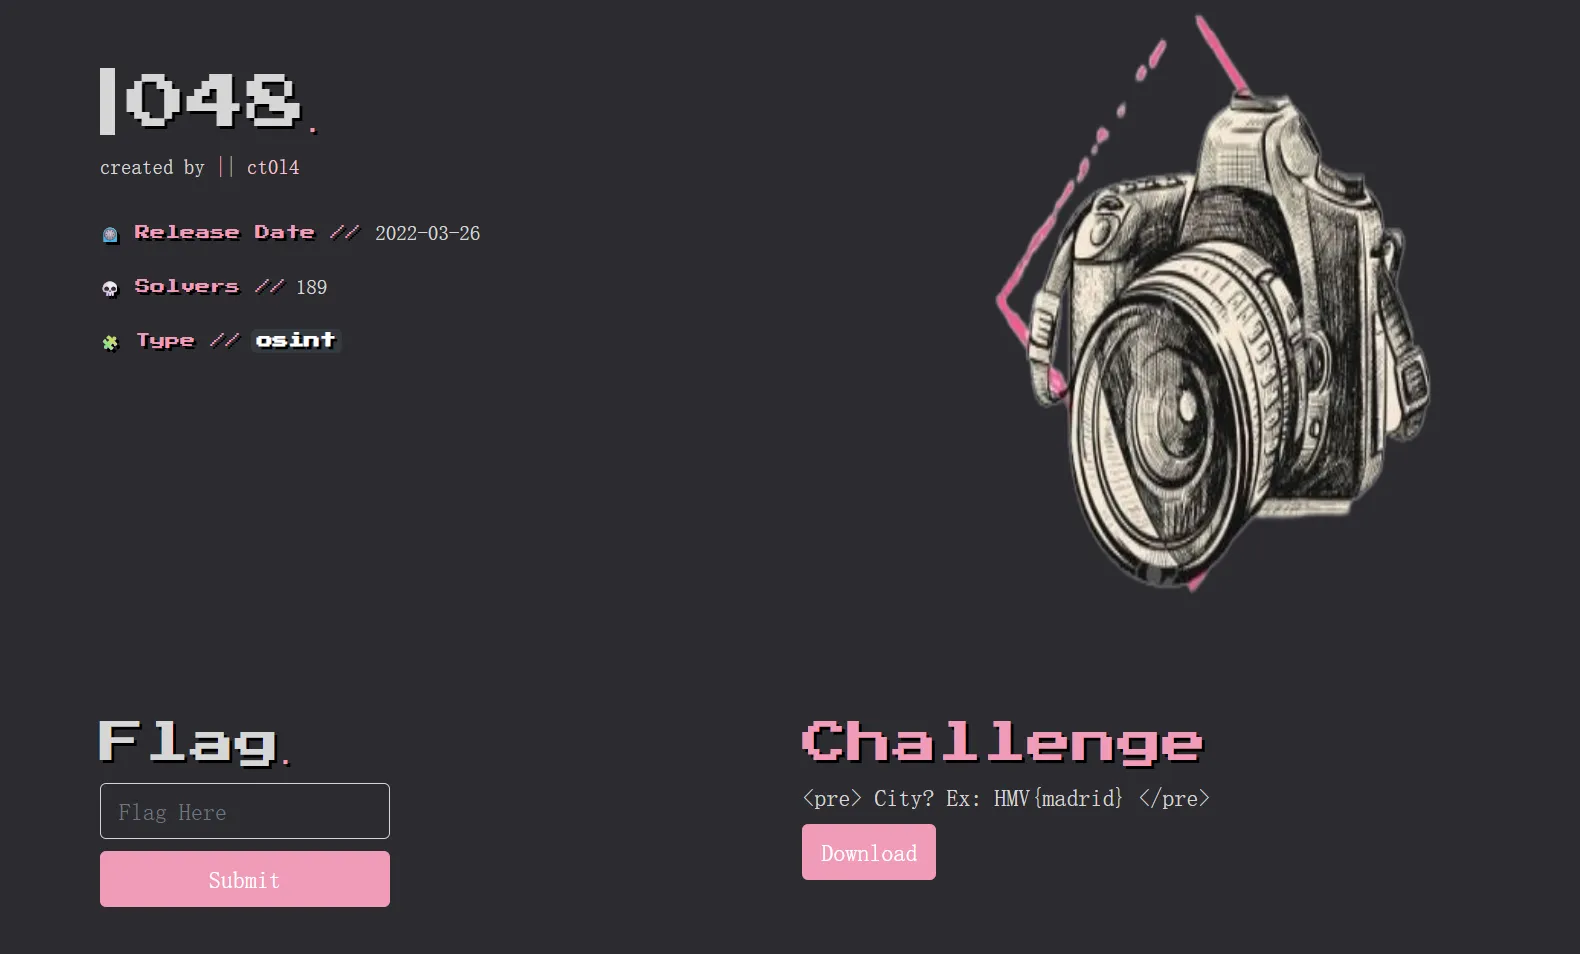 |048.
created by || ct0l4
Release Date // 2022-03-26
Solvers // 189
Type // osint
Flag.
Flag Here
Submit
Challenge
<pre> City? Ex: HMV{madrid} </pre>
Download